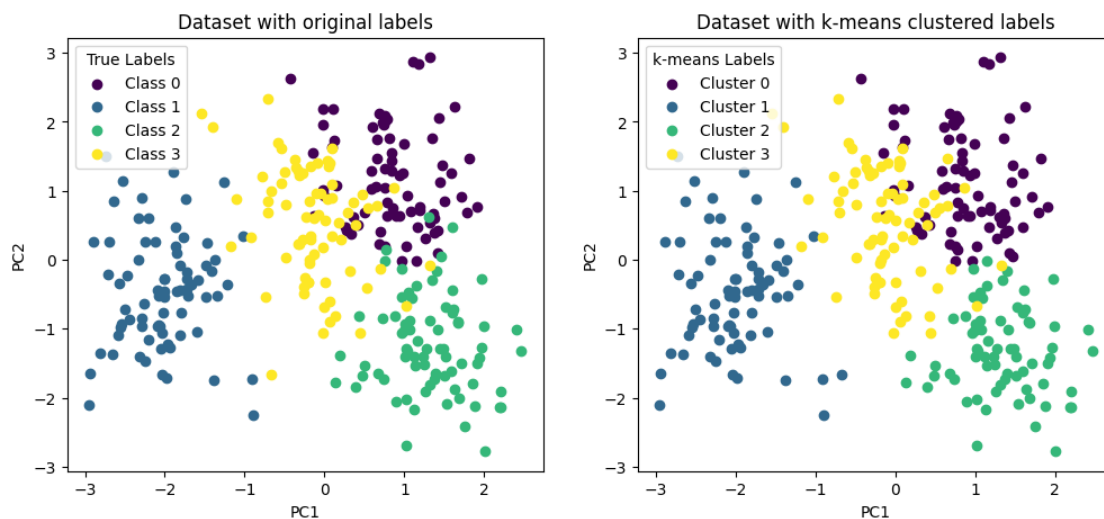 Dataset with original labels
True Labels
Class 0
Class 1
Class 2
Class 3
PC2
3
2
1
0
−1
−2
−3
−3
−2
−1
0
1
2
PC1
Dataset with k-means clustered labels
k-means Labels
Cluster 0
Cluster 1
Cluster 2
Cluster 3
PC2
3
2
1
0
−1
−2
−3
−3
−2
−1
0
1
2
PC1